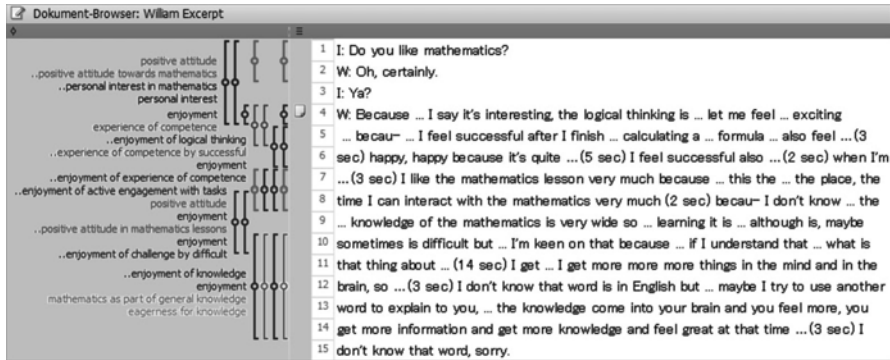 Dokument-Browser: William Excerpt
positive attitude
..positive attitude towards mathematics
..personal interest in mathematics
personal interest
enjoyment
experience of competence
..enjoyment of logical thinking
..experience of competence by successful
enjoyment
..enjoyment of experience of competence
..enjoyment of active engagement with tasks
positive attitude
enjoyment
..positive attitude in mathematics lessons
enjoyment
..enjoyment of challenge by difficult
..enjoyment of knowledge
enjoyment
mathematics as part of general knowledge
eagerness for knowledge
1 I: Do you like mathematics?
2 W: Oh, certainly.
3 I: Ya?
4 W: Because ... I say it's interesting, the logical thinking is ... let me feel ... exciting
5 ... becau- ... I feel successful after I finish ... calculating a ... formula ... also feel ...(3
6 sec) happy, happy because it's quite ...(5 sec) I feel successful also ...(2 sec) when I'm
7 ...(3 sec) I like the mathematics lesson very much because ... this the ... the place, the
8 time I can interact with the mathematics very much (2 sec) becau- I don't know ... the
9 ... knowledge of the mathematics is very wide so ... learning it is ... although is, maybe
10 sometimes is difficult but ... I'm keen on that because ... if I understand that ... what is
11 that thing about ...(14 sec) I get ... I get more more more things in the mind and in the
12 brain, so ...(3 sec) I don't know that word is in English but ... maybe I try to use another
13 word to explain to you, ... the knowledge come into your brain and you feel more, you
14 get more information and get more knowledge and feel great at that time ...(3 sec) I
15 don't know that word, sorry.